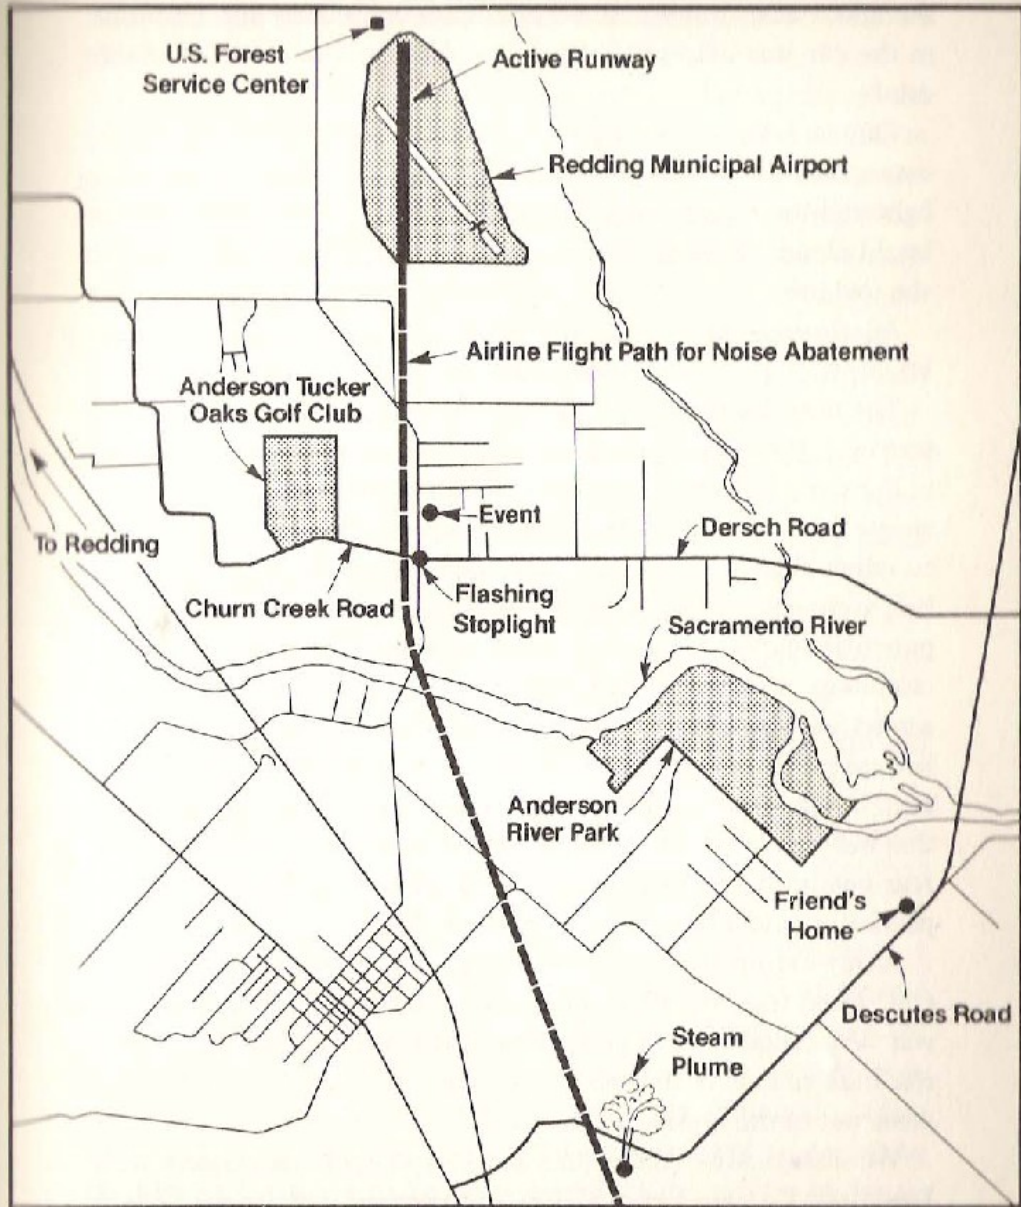 U.S. Forest
Service Center
Active Runway
Redding Municipal Airport
Airline Flight Path for Noise Abatement
Anderson Tucker
Oaks Golf Club
Event
Dersch Road
To Redding
Churn Creek Road
Flashing
Stoplight
Sacramento River
Anderson
River Park
Friend's
Home
Descutes Road
Steam
Plume